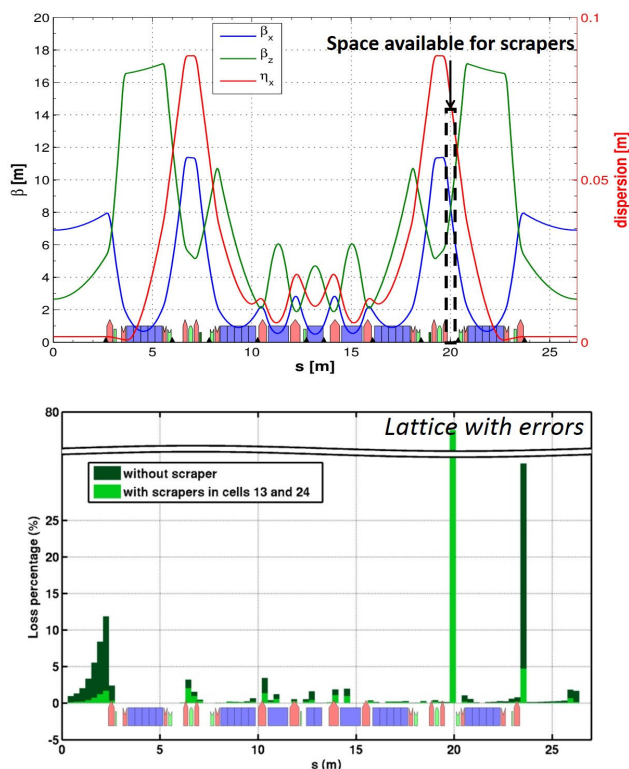 20
18
16
14
12
10
8
6
4
2
0
β [m]
βx
βz
ηx
Space available for scrapers
0.1
0.05
0
dispersion [m]
0 5 10 15 20 25
s [m]
Lattice with errors
80
25
20
15
10
5
0
-5
Loss percentage (%)
without scraper
with scrapers in cells 13 and 24
0 5 10 15 20 25
s (m)